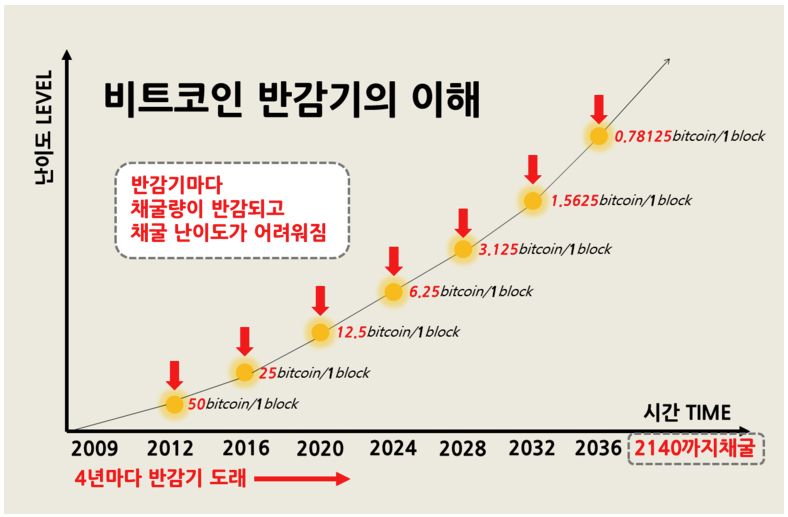 비트코인 반감기의 이해
난이도 LEVEL
반감기마다
채굴량이 반감되고
채굴 난이도가 어려워짐
0.78125bitcoin/1block
1.5625bitcoin/1block
3.125bitcoin/1block
6.25bitcoin/1block
12.5bitcoin/1block
25bitcoin/1block
50bitcoin/1block
시간 TIME
2009 2012 2016 2020 2024 2028 2032 2036 2140까지채굴
4년마다 반감기 도래